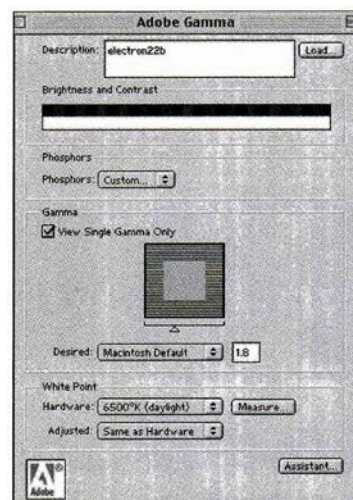 Adobe Gamma
Description: electron22b Load...
Brightness and Contrast
Phosphors
Phosphors: Custom...
Gamma
View Single Gamma Only
Desired: Macintosh Default 1.8
White Point
Hardware: 6500°K (daylight) Measure...
Adjusted: Same as Hardware
Adobe ® Assistant...